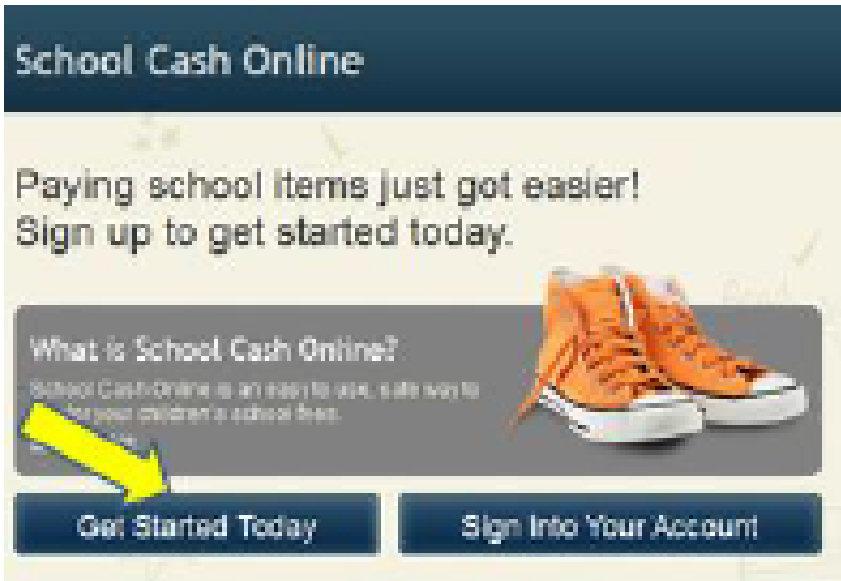 School Cash Online
Paying school items just got easier!
Sign up to get started today.
What is School Cash Online?
School Cash Online is an easy to use, safe way to
your children's school fees.
Get Started Today
Sign Into Your Account